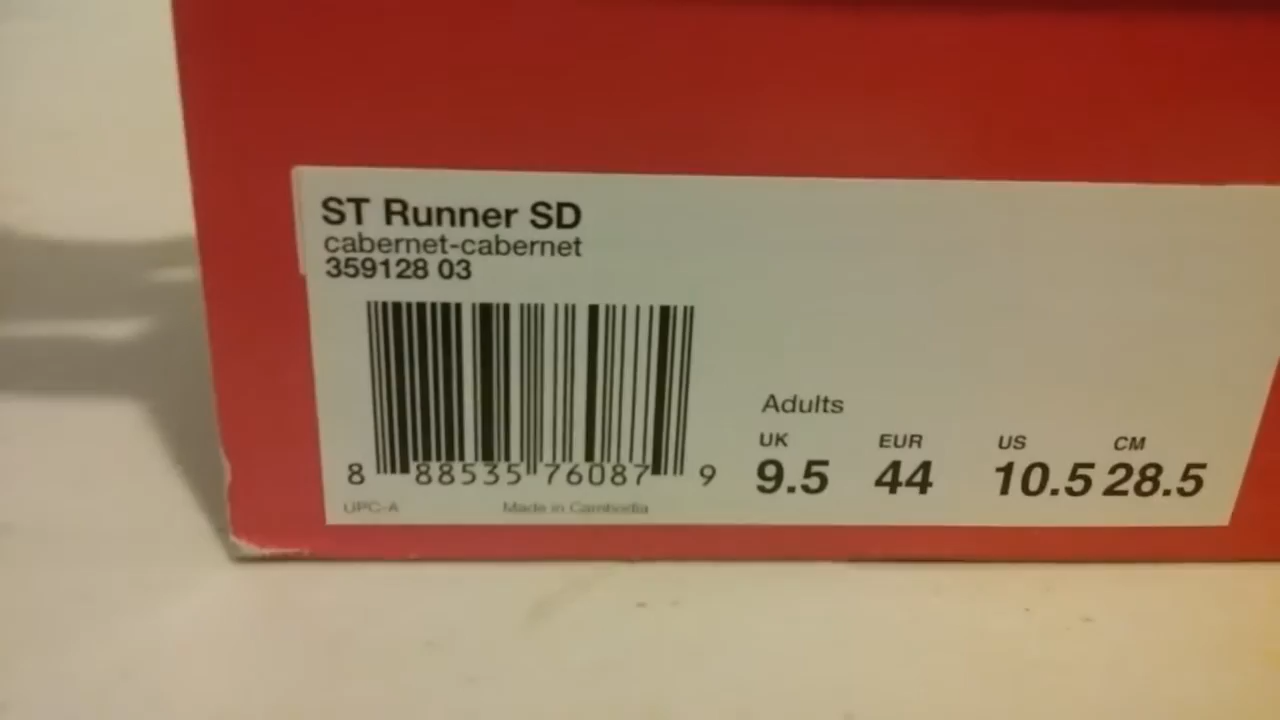 ST Runner SD
cabernet-cabernet
359128 03
8 88535 76087 9
UPC-A Made in Cambodia
Adults
UK EUR US CM
9.5 44 10.5 28.5